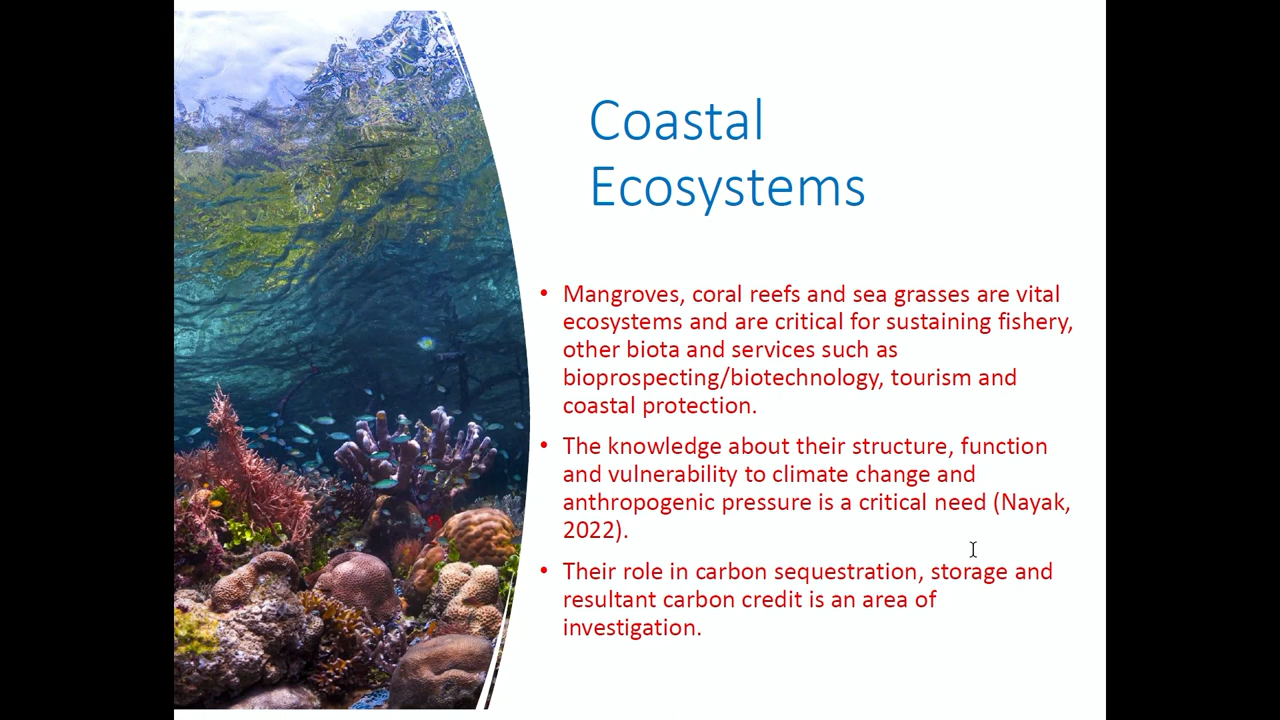 Coastal
Ecosystems
• Mangroves, coral reefs and sea grasses are vital
ecosystems and are critical for sustaining fishery,
other biota and services such as
bioprospecting/biotechnology, tourism and
coastal protection.
• The knowledge about their structure, function
and vulnerability to climate change and
anthropogenic pressure is a critical need (Nayak,
2022).
• Their role in carbon sequestration, storage and
resultant carbon credit is an area of
investigation.